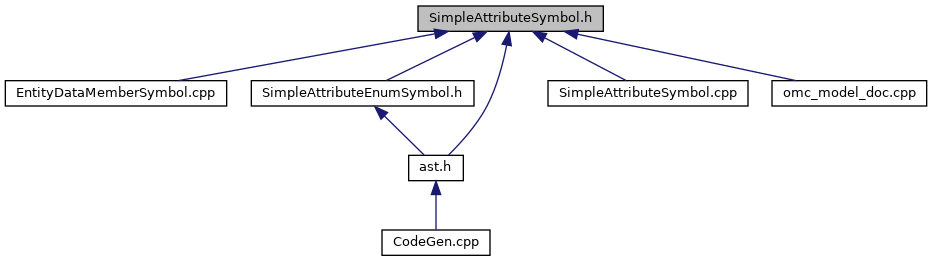 SimpleAttributeSymbol.h
EntityDataMemberSymbol.cpp
SimpleAttributeEnumSymbol.h
SimpleAttributeSymbol.cpp
omc_model_doc.cpp
ast.h
CodeGen.cpp